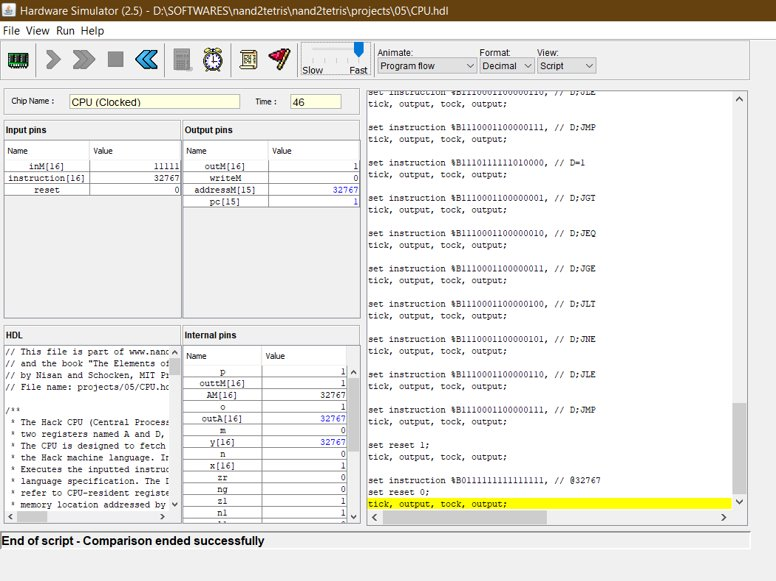 Hardware Simulator (2.5) - D:\SOFTWARES\nand2tetris\nand2tetris\projects\05\CPU.hdl
File View Run Help
Slow Fast
Animate:
Program flow
Format:
Decimal
View:
Script
Chip Name :
CPU (Clocked)
Time :
46
Input pins
Name Value
inM[16] 11111
instruction[16] 32767
reset 0
Output pins
Name Value
outM[16] 1
writeM 0
addressM[15] 32767
pc[15] 1
HDL
// This file is part of www.nand
// and the book "The Elements of
// by Nisan and Schocken, MIT Pr
// File name: projects/05/CPU.hd
/**
* The Hack CPU (Central Process
* two registers named A and D,
* The CPU is designed to fetch
* the Hack machine language. In
* Executes the inputted instruc
* language specification. The D
* refer to CPU-resident registe
* memory location addressed by
Internal pins
Name Value
p 1
outtM[16] 1
AM[16] 32767
o 1
outA[16] 32767
m 0
y[16] 32767
n 0
x[16] 1
zr 0
ng 0
z1 1
n1 1
set instruction %B1110001100000110, // D;JLE
tick, output, tock, output;
set instruction %B1110001100000111, // D;JMP
tick, output, tock, output;
set instruction %B1110111111010000, // D=1
tick, output, tock, output;
set instruction %B1110001100000001, // D;JGT
tick, output, tock, output;
set instruction %B1110001100000010, // D;JEQ
tick, output, tock, output;
set instruction %B1110001100000011, // D;JGE
tick, output, tock, output;
set instruction %B1110001100000100, // D;JLT
tick, output, tock, output;
set instruction %B1110001100000101, // D;JNE
tick, output, tock, output;
set instruction %B1110001100000110, // D;JLE
tick, output, tock, output;
set instruction %B1110001100000111, // D;JMP
tick, output, tock, output;
set reset 1;
tick, output, tock, output;
set instruction %B0111111111111111, // @32767
set reset 0;
tick, output, tock, output;
End of script - Comparison ended successfully